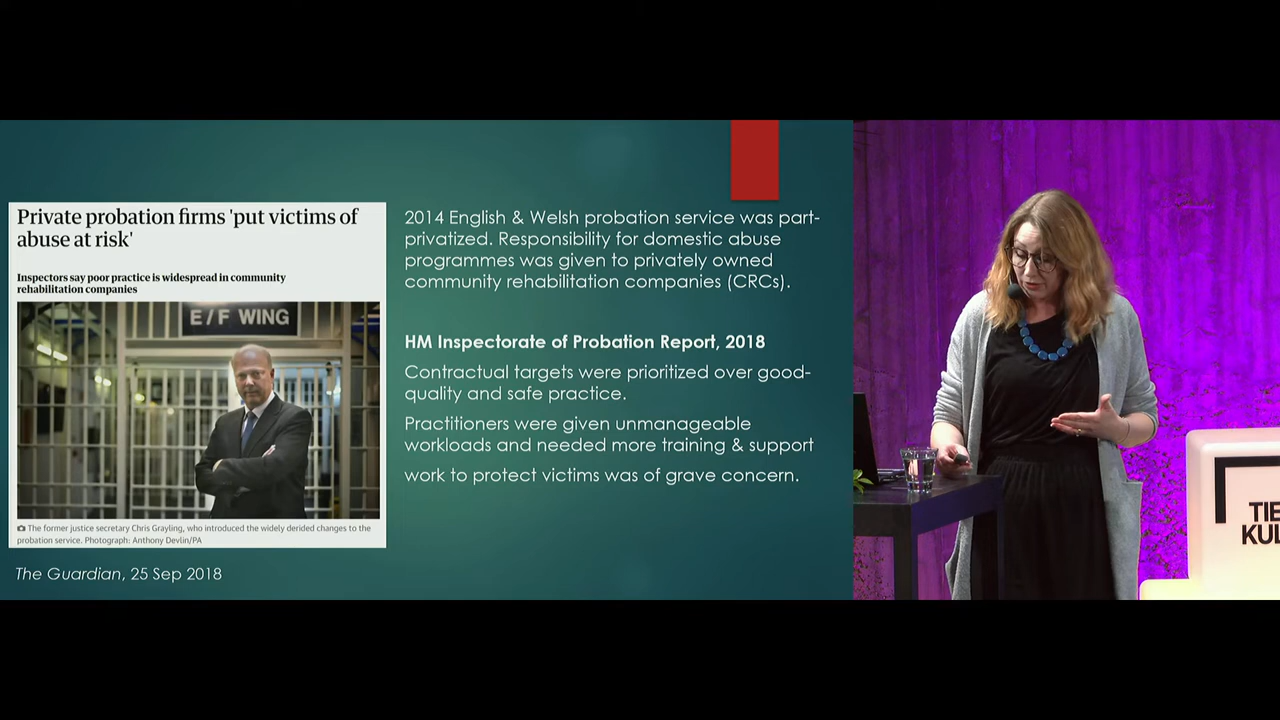 Private probation firms 'put victims of
abuse at risk'
Inspectors say poor practice is widespread in community
rehabilitation companies
E/F WING
The former justice secretary Chris Grayling, who introduced the widely derided changes to the
probation service. Photograph: Anthony Devlin/PA
The Guardian, 25 Sep 2018
2014 English & Welsh probation service was part-
privatized. Responsibility for domestic abuse
programmes was given to privately owned
community rehabilitation companies (CRCs).
HM Inspectorate of Probation Report, 2018
Contractual targets were prioritized over good-
quality and safe practice.
Practitioners were given unmanageable
workloads and needed more training & support
work to protect victims was of grave concern.
TIE
KUL